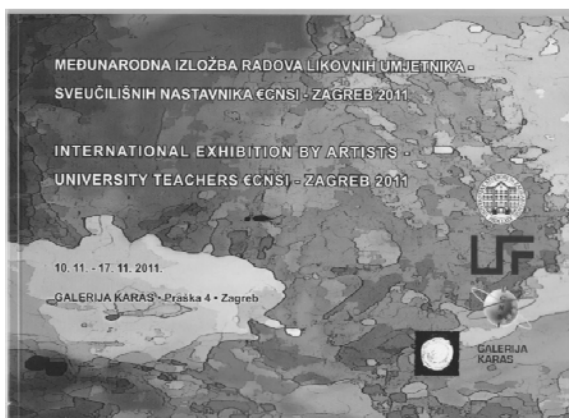 MEĐUNARODNA IZLOŽBA RADOVA LIKOVNIH UMJETNIKA -
SVEUČILIŠNIH NASTAVNIKA €CNSI - ZAGREB 2011
INTERNATIONAL EXHIBITION BY ARTISTS -
UNIVERSITY TEACHERS €CNSI - ZAGREB 2011
10. 11. - 17. 11. 2011.
GALERIJA KARAS • Praška 4 • Zagreb
GALERIJA
KARAS